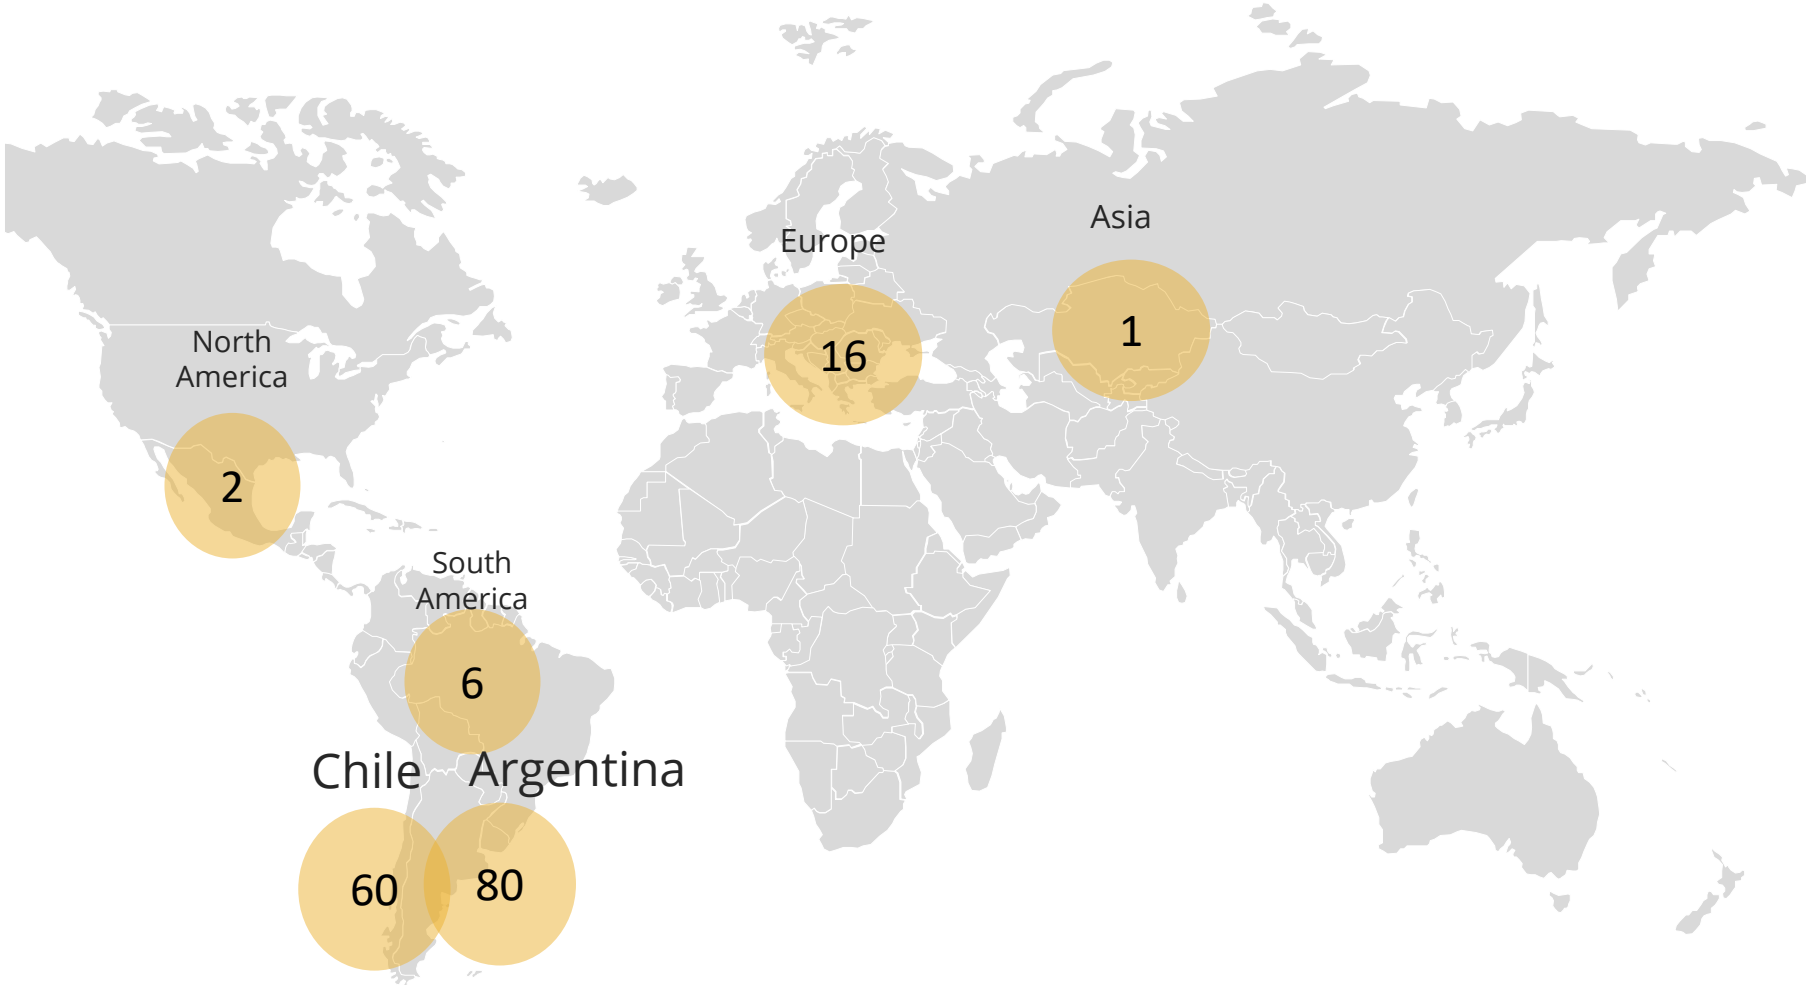 Asia
1
Europe
16
North
America
2
South
America
6
Chile
60
Argentina
80